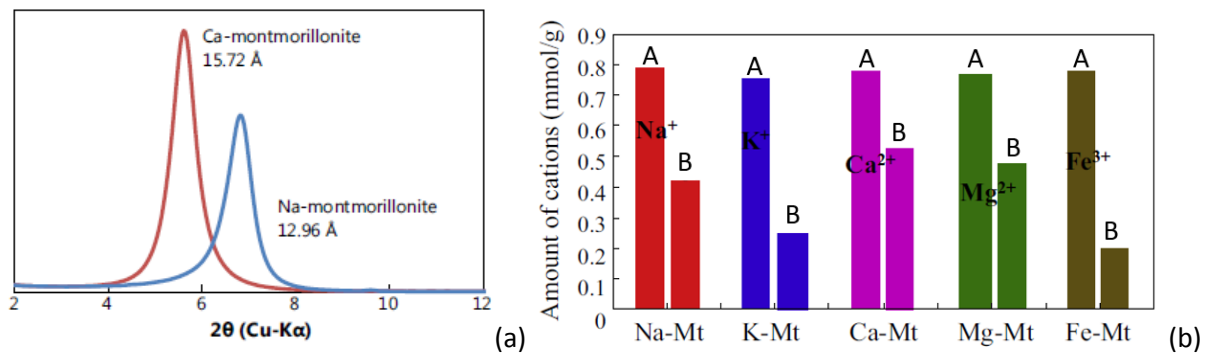 Ca-montmorillonite
15.72 Å
Na-montmorillonite
12.96 Å
2 4 6 8 10 12
2θ (Cu-Kα)
(a)
Amount of cations (mmol/g)
0.9
0.8
0.7
0.6
0.5
0.4
0.3
0.2
0.1
0
A A A A A
B B B B B
Na⁺ K⁺ Ca²⁺ Mg²⁺ Fe³⁺
Na-Mt K-Mt Ca-Mt Mg-Mt Fe-Mt
(b)